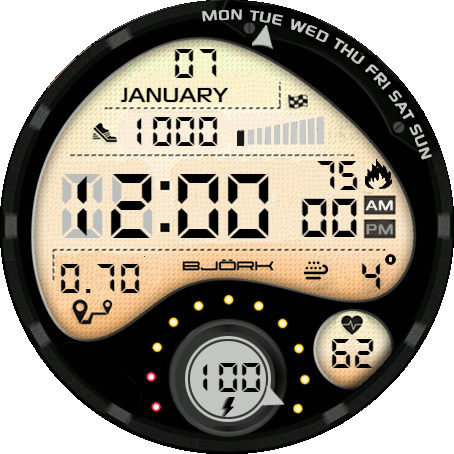 MON TUE WED THU FRI SAT SUN
07
JANUARY
1000
75
12:00 00 AM
PM
0.70 BJÖRK 4°
62
100